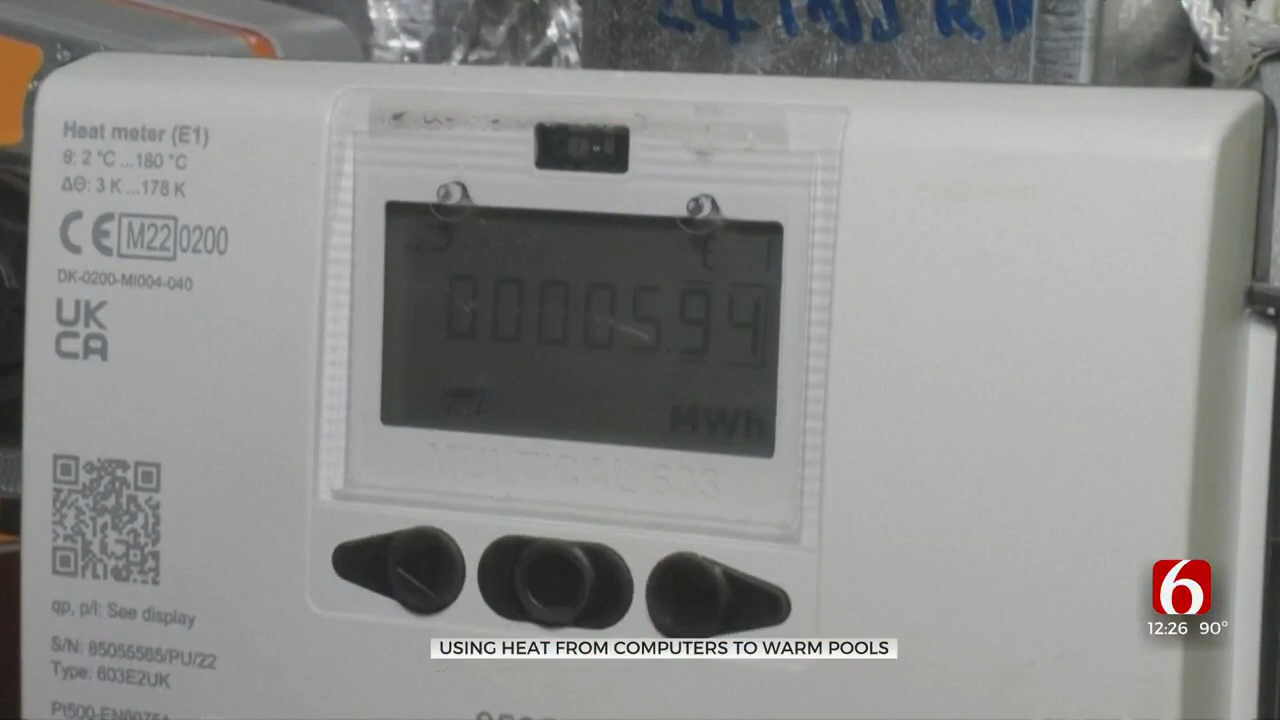 Heat meter (E1)
θ: 2 °C ...180 °C
ΔΘ: 3 K ...178 K
CE M22 0200
DK-0200-MI004-040
UK
CA
00005.94
MWh
MULTICAL 603
qp, p/l: See display
S/N: 85055565/PU/22
Type: 603E2UK
6
12:26 90°
USING HEAT FROM COMPUTERS TO WARM POOLS